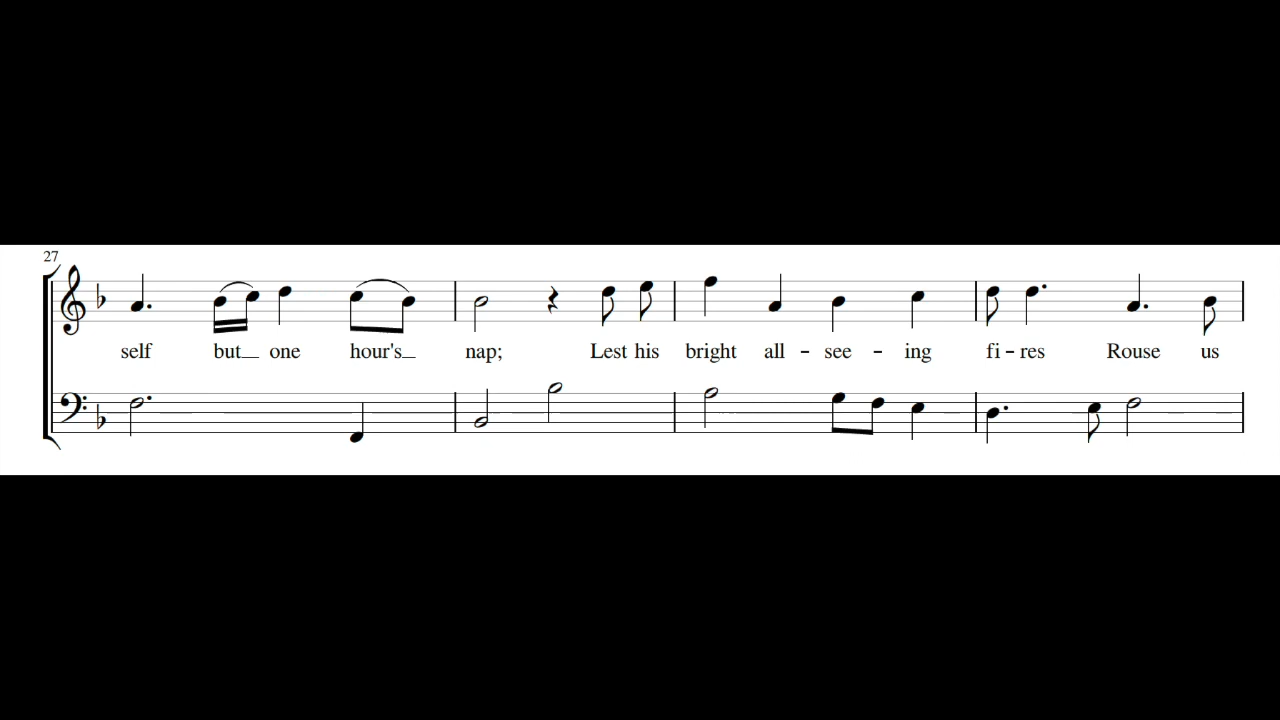 27
self but one hour's nap; Lest his bright all - see - ing fi - res Rouse us